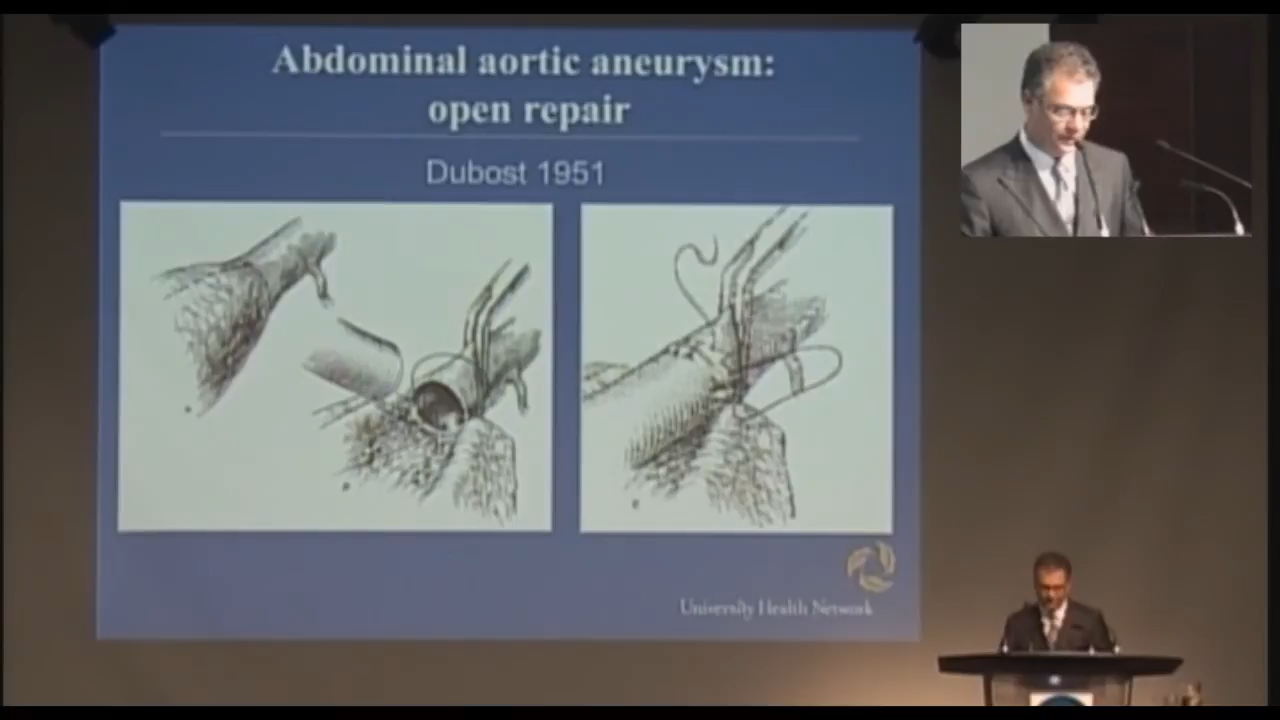 Abdominal aortic aneurysm:
open repair
Dubost 1951
University Health Network